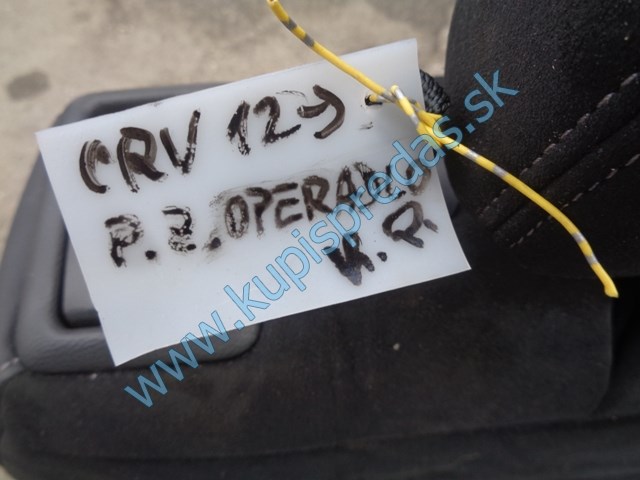 CRV 12>
P.Z. OPERADLO
K.P.
www.kupispredas.sk